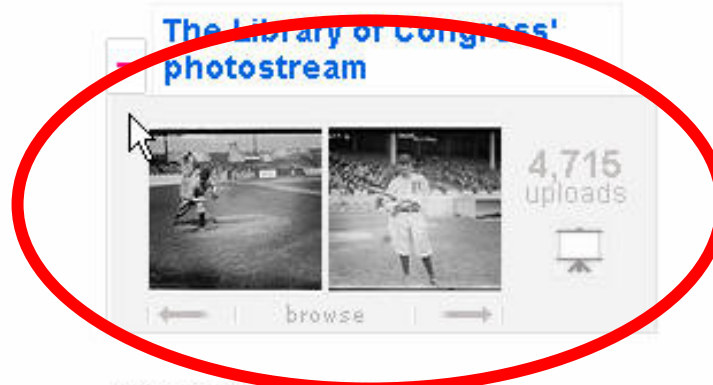 The Library of Congress'
photostream
4,715
uploads
browse